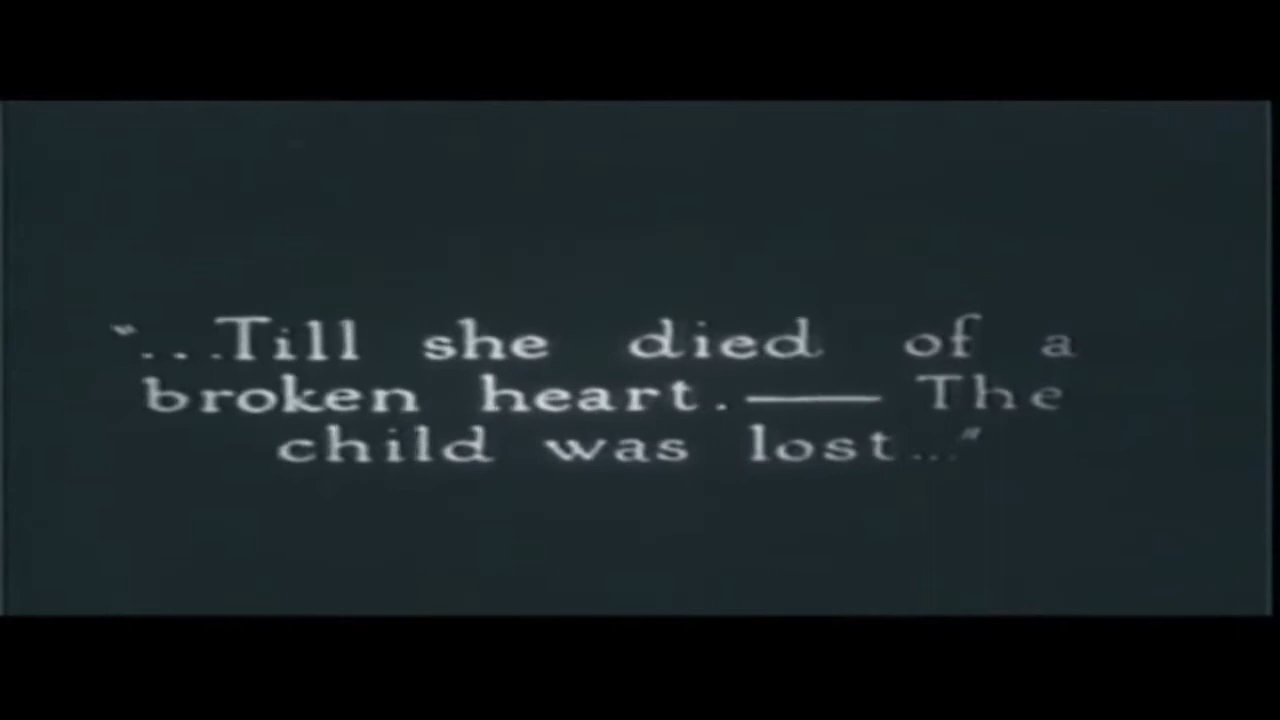 "...Till she died of a
broken heart.— The
child was lost..."